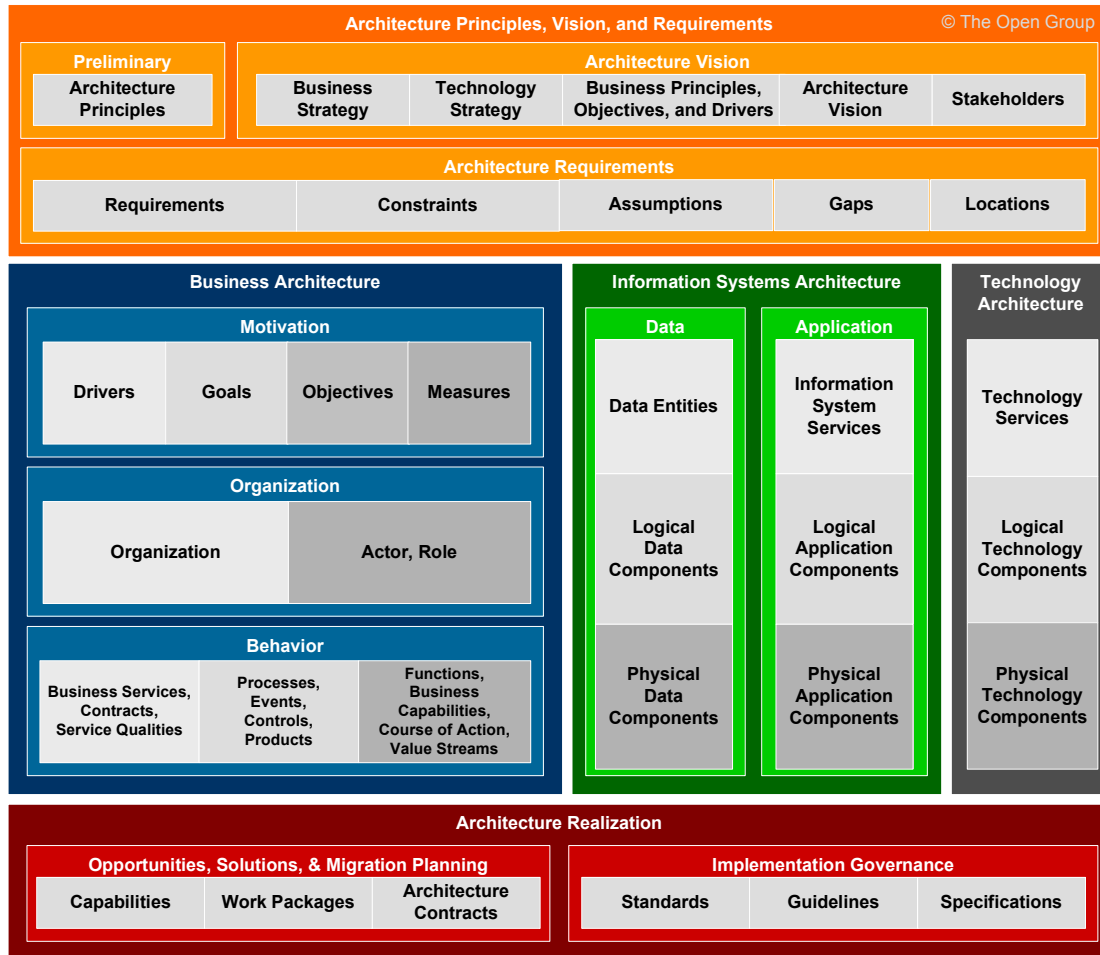 Architecture Principles, Vision, and Requirements
© The Open Group
Preliminary
Architecture
Principles
Architecture Vision
Business
Strategy
Technology
Strategy
Business Principles,
Objectives, and Drivers
Architecture
Vision
Stakeholders
Architecture Requirements
Requirements
Constraints
Assumptions
Gaps
Locations
Business Architecture
Motivation
Drivers
Goals
Objectives
Measures
Organization
Organization
Actor, Role
Behavior
Business Services,
Contracts,
Service Qualities
Processes,
Events,
Controls,
Products
Functions,
Business
Capabilities,
Course of Action,
Value Streams
Information Systems Architecture
Data
Data Entities
Logical
Data
Components
Physical
Data
Components
Application
Information
System
Services
Logical
Application
Components
Physical
Application
Components
Technology
Architecture
Technology
Services
Logical
Technology
Components
Physical
Technology
Components
Architecture Realization
Opportunities, Solutions, & Migration Planning
Capabilities
Work Packages
Architecture
Contracts
Implementation Governance
Standards
Guidelines
Specifications